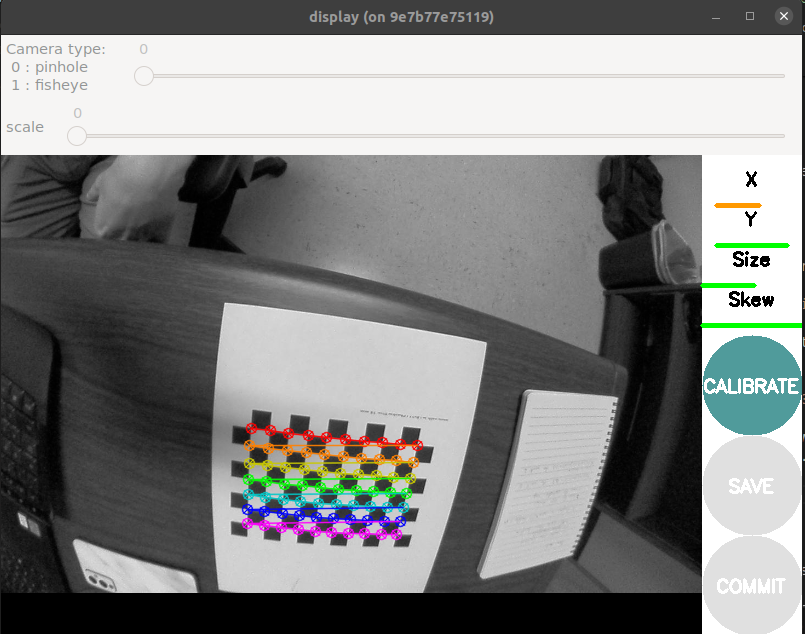 display (on 9e7b77e75119)
Camera type: 0
0 : pinhole
1 : fisheye
0
scale
X
Y
Size
Skew
CALIBRATE
SAVE
COMMIT